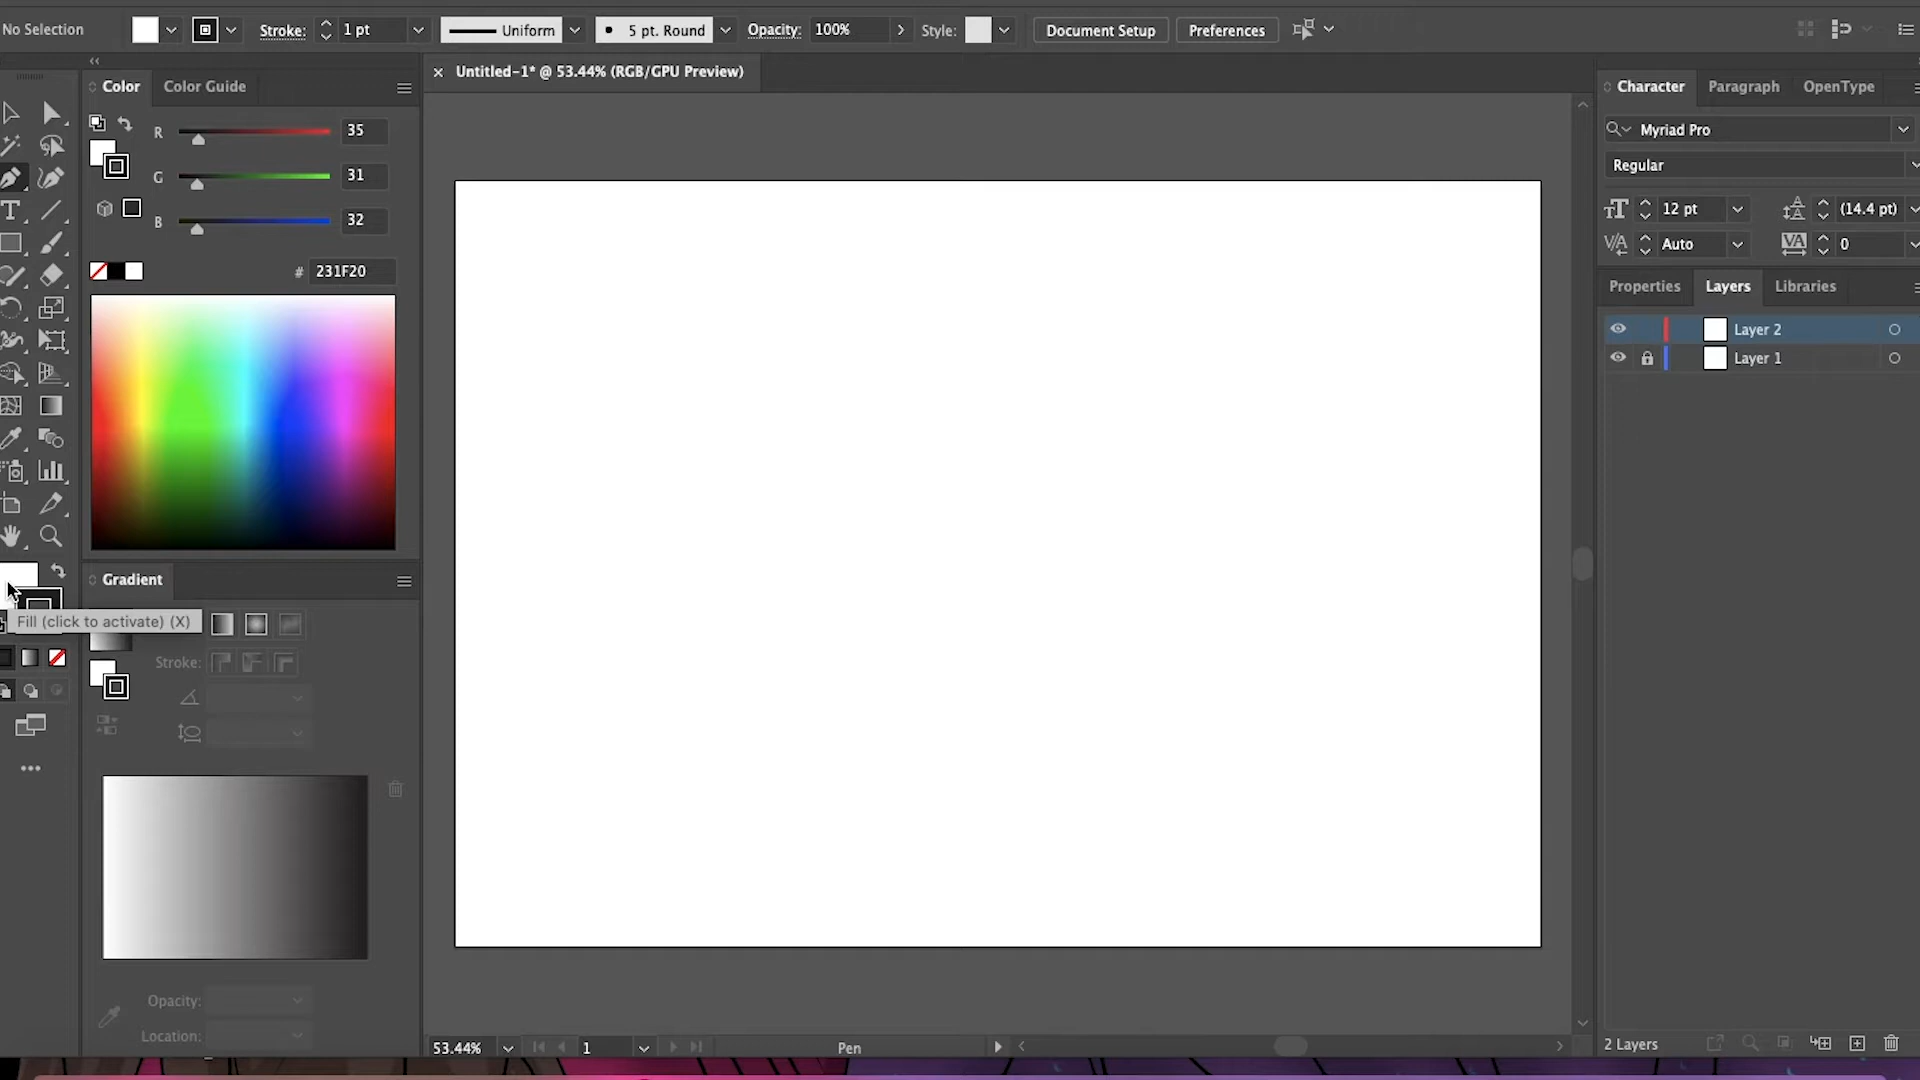 No Selection Stroke: 1 pt Uniform 5 pt. Round Opacity: 100% Style: Document Setup Preferences
Untitled-1* @ 53.44% (RGB/GPU Preview)
Color Color Guide
R 35
G 31
B 32
# 231F20
Gradient
Fill (click to activate) (X)
Stroke:
Opacity:
Location:
53.44% 1 Pen
Character Paragraph OpenType
Myriad Pro
Regular
12 pt (14.4 pt)
Auto 0
Properties Layers Libraries
Layer 2
Layer 1
2 Layers